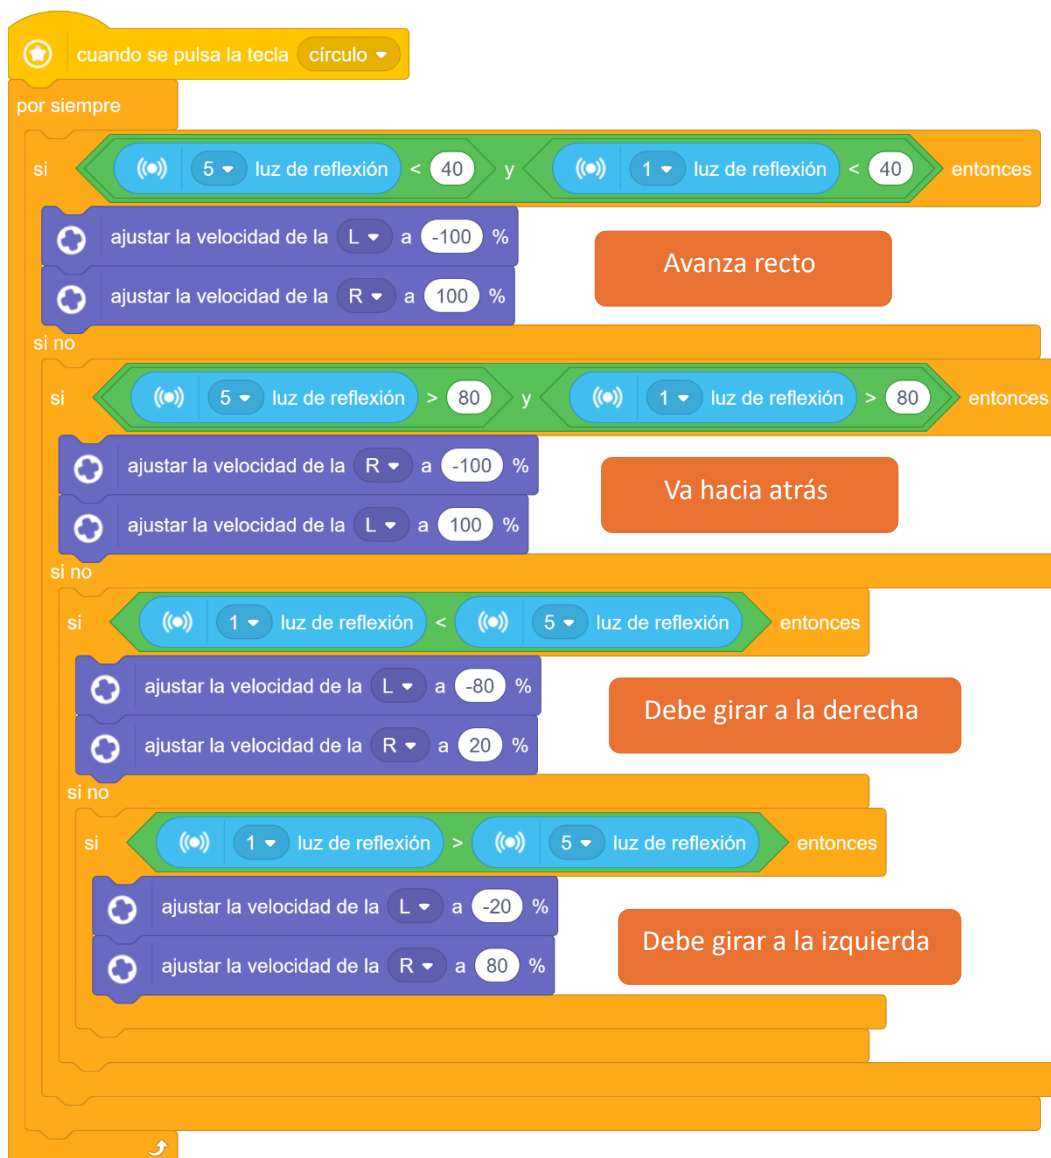 cuando se pulsa la tecla círculo
por siempre
si 5 luz de reflexión < 40 y 1 luz de reflexión < 40 entonces
ajustar la velocidad de la L a -100 %
Avanza recto
ajustar la velocidad de la R a 100 %
si no
si 5 luz de reflexión > 80 y 1 luz de reflexión > 80 entonces
ajustar la velocidad de la R a -100 %
Va hacia atrás
ajustar la velocidad de la L a 100 %
si no
si 1 luz de reflexión < 5 luz de reflexión entonces
ajustar la velocidad de la L a -80 %
Debe girar a la derecha
ajustar la velocidad de la R a 20 %
si no
si 1 luz de reflexión > 5 luz de reflexión entonces
ajustar la velocidad de la L a -20 %
Debe girar a la izquierda
ajustar la velocidad de la R a 80 %